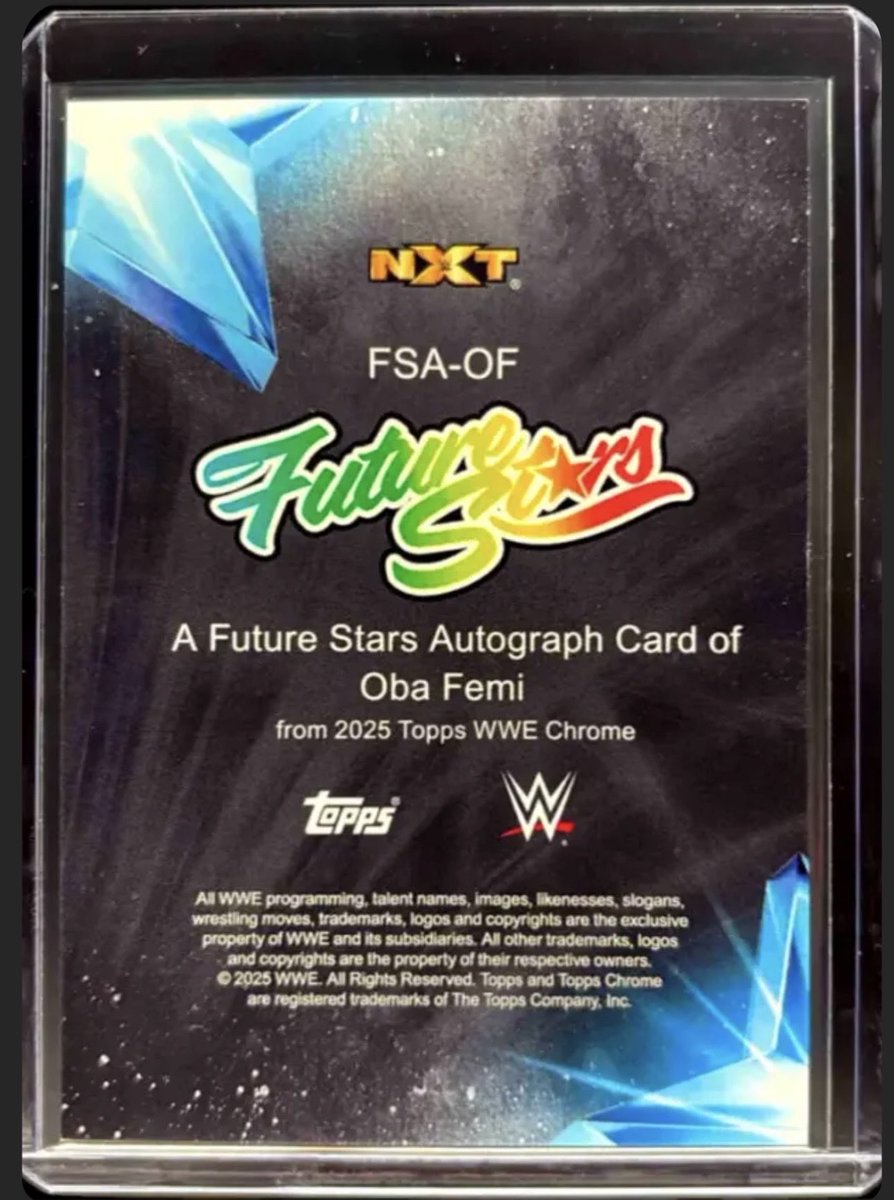 NXT®
FSA-OF
Future Stars
A Future Stars Autograph Card of
Oba Femi
from 2025 Topps WWE Chrome
Topps® W®
All WWE programming, talent names, images, likenesses, slogans,
wrestling moves, trademarks, logos and copyrights are the exclusive
property of WWE and its subsidiaries. All other trademarks, logos
and copyrights are the property of their respective owners.
© 2025 WWE. All Rights Reserved. Topps and Topps Chrome
are registered trademarks of The Topps Company, Inc.